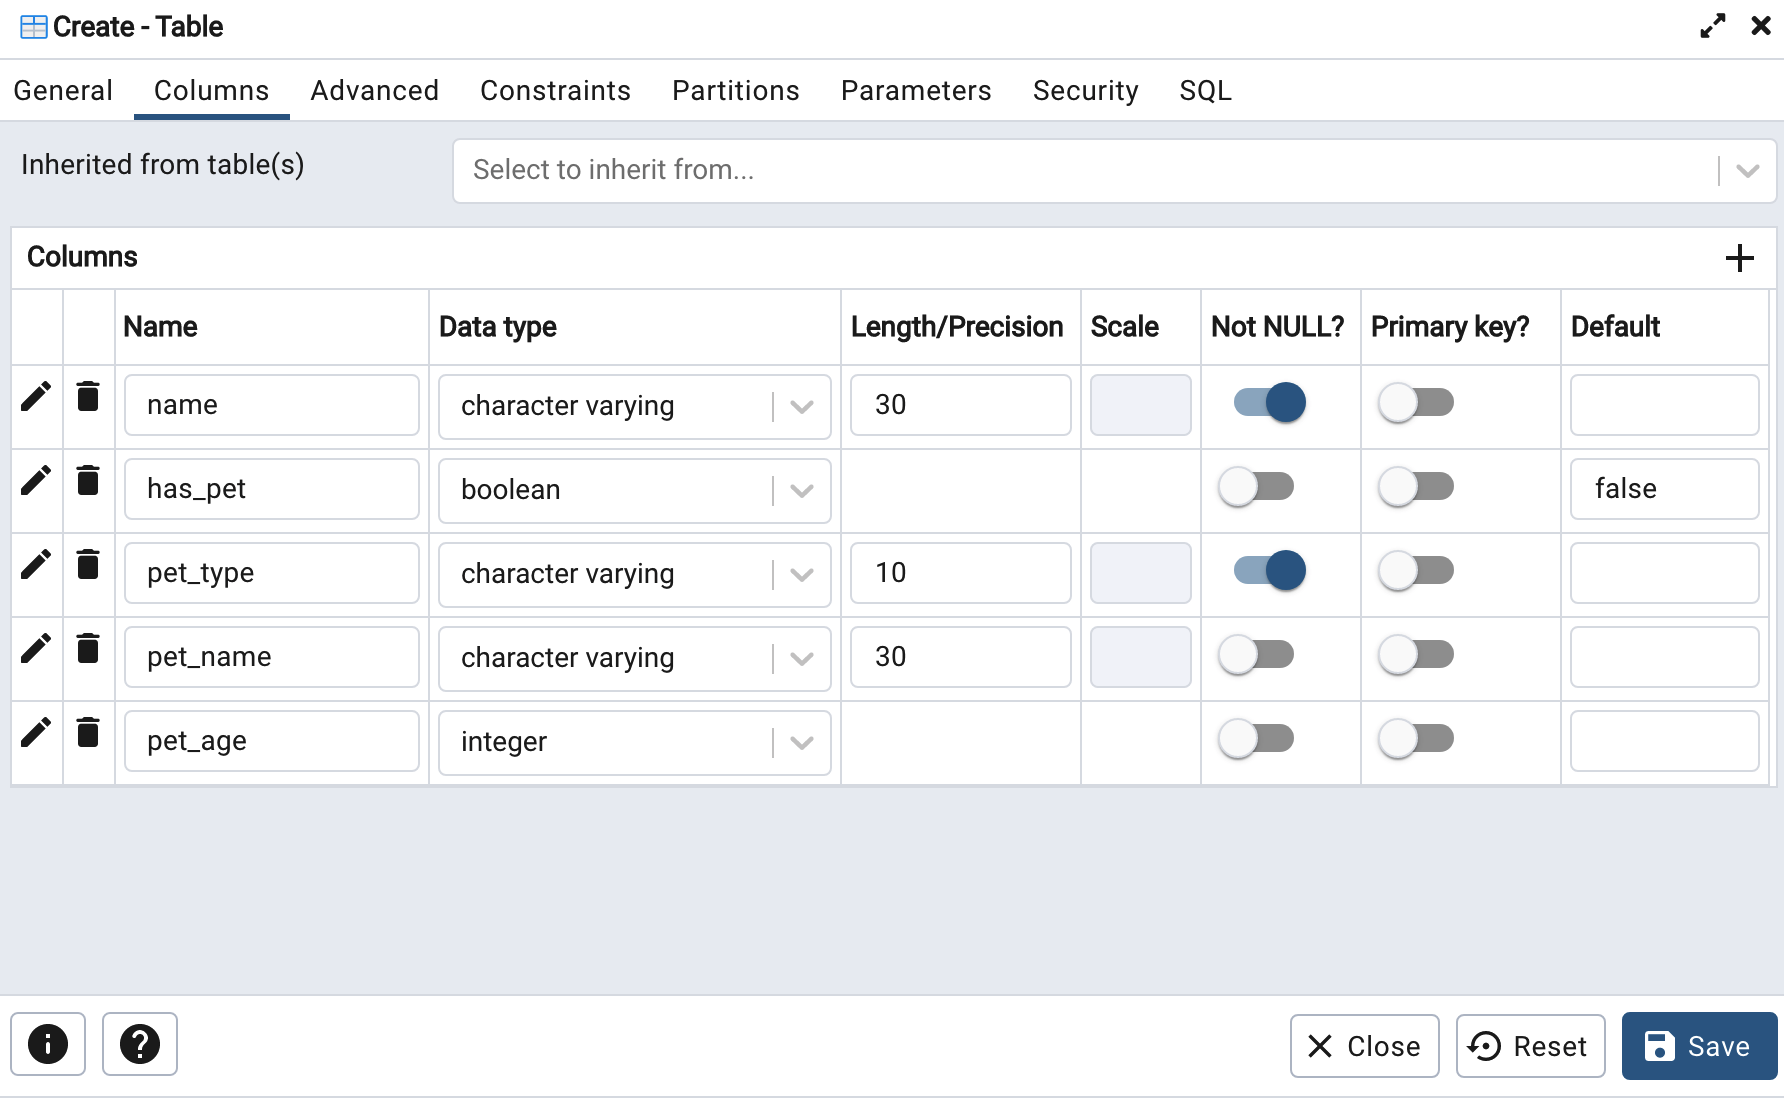 Create - Table
General Columns Advanced Constraints Partitions Parameters Security SQL
Inherited from table(s) Select to inherit from...
Columns
Name Data type Length/Precision Scale Not NULL? Primary key? Default
name character varying 30
has_pet boolean false
pet_type character varying 10
pet_name character varying 30
pet_age integer
Close Reset Save